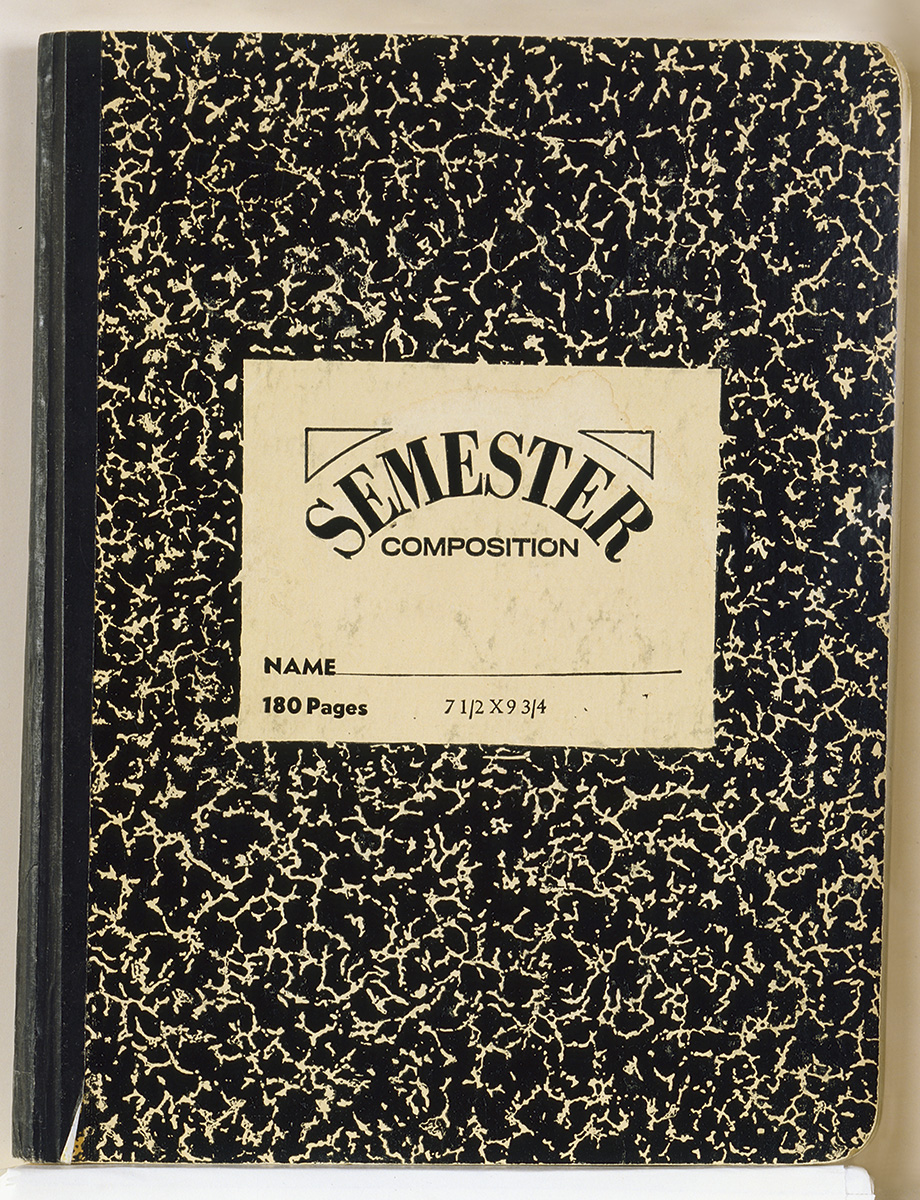 SEMESTER
COMPOSITION
NAME
180 Pages 7 1/2 X 9 3/4